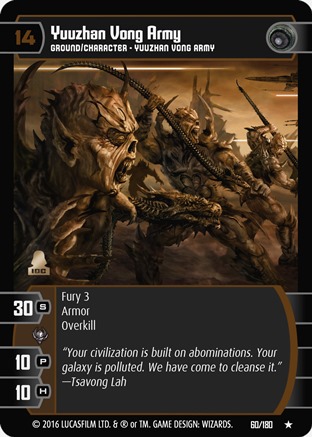 14
Yuuzhan Vong Army
GROUND/CHARACTER - YUUZHAN VONG ARMY
IDC
30 S
Fury 3
Armor
Overkill
10 P
10 H
“Your civilization is built on abominations. Your
galaxy is polluted. We have come to cleanse it.”
—Tsavong Lah
© 2016 LUCASFILM LTD. & ® or TM. GAME DESIGN: WIZARDS.
60/180